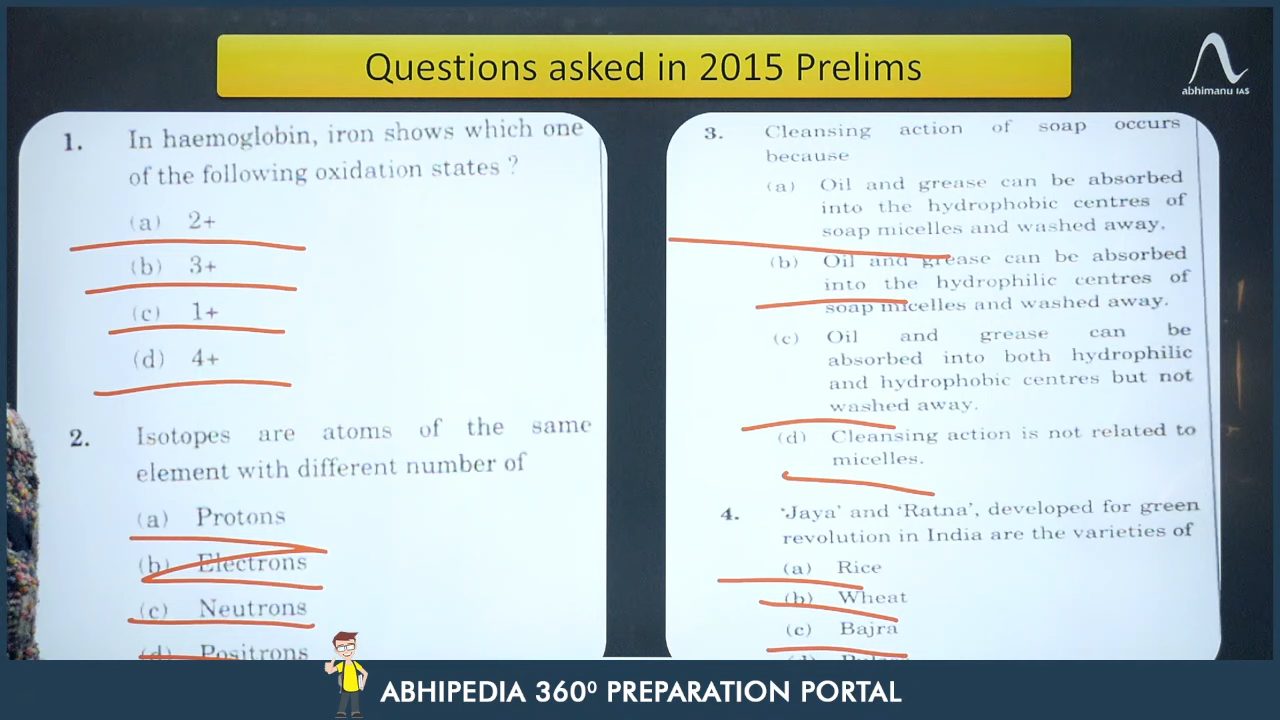 Questions asked in 2015 Prelims
abhimanu IAS
1. In haemoglobin, iron shows which one
of the following oxidation states ?
(a) 2+
(b) 3+
(c) 1+
(d) 4+
2. Isotopes are atoms of the same
element with different number of
(a) Protons
(b) Electrons
(c) Neutrons
(d) Positrons
3. Cleansing action of soap occurs
because
(a) Oil and grease can be absorbed
into the hydrophobic centres of
soap micelles and washed away.
(b) Oil and grease can be absorbed
into the hydrophilic centres of
soap micelles and washed away.
(c) Oil and grease can be
absorbed into both hydrophilic
and hydrophobic centres but not
washed away.
(d) Cleansing action is not related to
micelles.
4. 'Jaya' and 'Ratna', developed for green
revolution in India are the varieties of
(a) Rice
(b) Wheat
(c) Bajra
ABHIPEDIA 360⁰ PREPARATION PORTAL